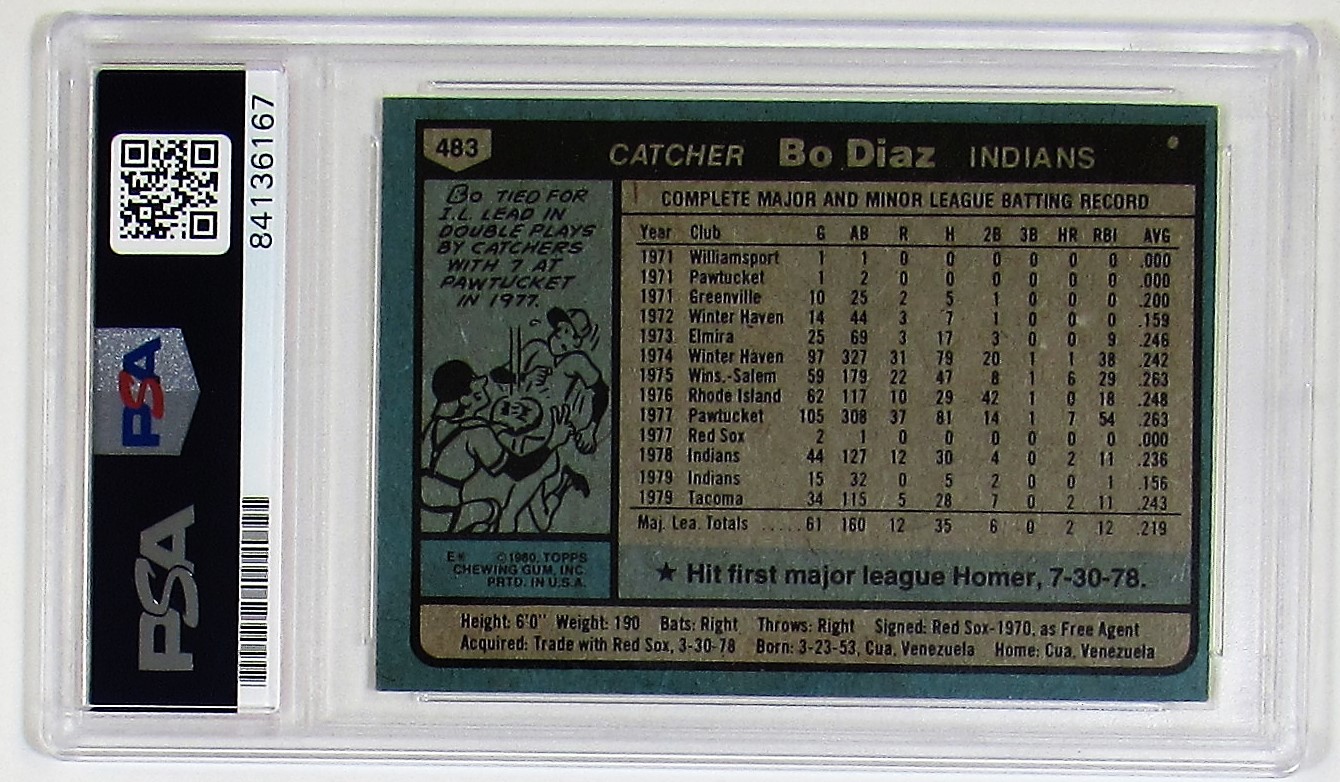 84136167
PSA
PSA
483
CATCHER Bo Diaz INDIANS
Bo TIED FOR
I.L. LEAD IN
DOUBLE PLAYS
BY CATCHERS
WITH 7 AT
PAWTUCKET
IN 1977.
COMPLETE MAJOR AND MINOR LEAGUE BATTING RECORD
Year Club G AB R H 2B 3B HR RBI AVG
1971 Williamsport 1 1 0 0 0 0 0 0 .000
1971 Pawtucket 1 2 0 0 0 0 0 0 .000
1971 Greenville 10 25 2 5 1 0 0 0 .200
1972 Winter Haven 14 44 3 7 1 0 0 0 .159
1973 Elmira 25 69 3 17 3 0 0 9 .246
1974 Winter Haven 97 327 31 79 20 1 1 38 .242
1975 Wins.-Salem 59 179 22 47 8 1 6 29 .263
1976 Rhode Island 62 117 10 29 42 1 0 18 .248
1977 Pawtucket 105 308 37 81 14 1 7 54 .263
1977 Red Sox 2 1 0 0 0 0 0 0 .000
1978 Indians 44 127 12 30 4 0 2 11 .236
1979 Indians 15 32 0 5 2 0 0 1 .156
1979 Tacoma 34 115 5 28 7 0 2 11 .243
Maj. Lea. Totals ..... 61 160 12 35 6 0 2 12 .219
★ Hit first major league Homer, 7-30-78.
E* ©1980, TOPPS
CHEWING GUM, INC.
PRTD. IN U.S.A.
Height: 6'0" Weight: 190 Bats: Right Throws: Right Signed: Red Sox-1970, as Free Agent
Acquired: Trade with Red Sox, 3-30-78 Born: 3-23-53, Cua, Venezuela Home: Cua, Venezuela